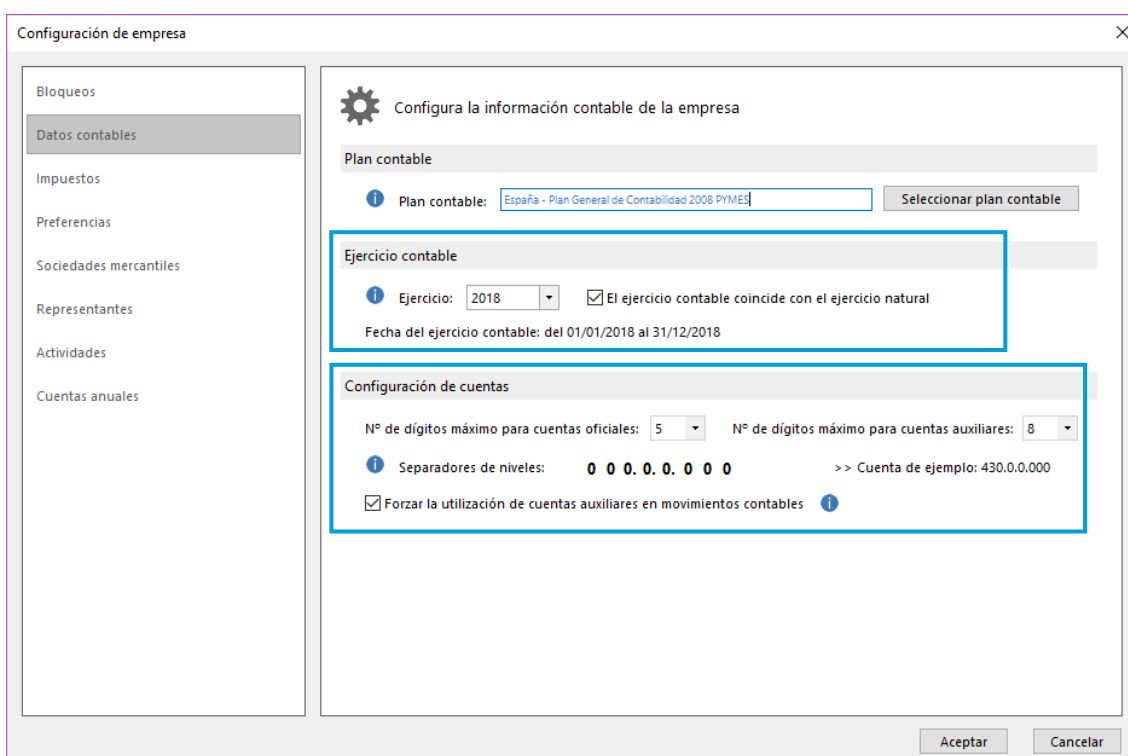 Configuración de empresa
Bloqueos
Datos contables
Impuestos
Preferencias
Sociedades mercantiles
Representantes
Actividades
Cuentas anuales
Configura la información contable de la empresa
Plan contable
Plan contable: España - Plan General de Contabilidad 2008 PYMES Seleccionar plan contable
Ejercicio contable
Ejercicio: 2018 El ejercicio contable coincide con el ejercicio natural
Fecha del ejercicio contable: del 01/01/2018 al 31/12/2018
Configuración de cuentas
Nº de dígitos máximo para cuentas oficiales: 5 Nº de dígitos máximo para cuentas auxiliares: 8
Separadores de niveles: 0 0 0. 0. 0. 0 0 0 >> Cuenta de ejemplo: 430.0.0.000
Forzar la utilización de cuentas auxiliares en movimientos contables
Aceptar Cancelar